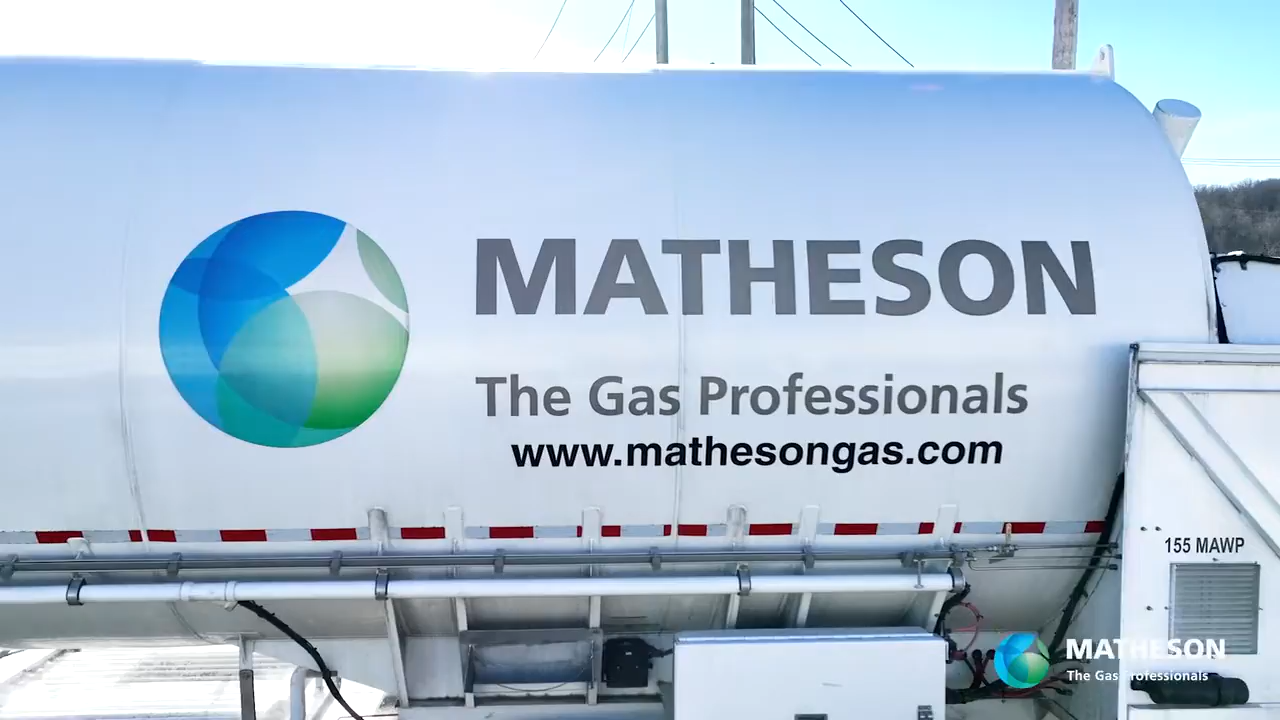 MATHESON
The Gas Professionals
www.mathesongas.com
155 MAWP
MATHESON
The Gas Professionals